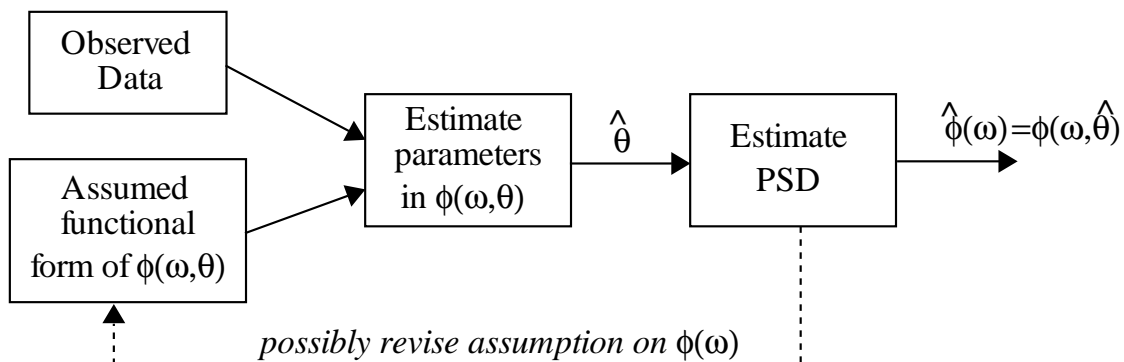 Observed
Data
Assumed
functional
form of ϕ(ω,θ)
Estimate
parameters
in ϕ(ω,θ)
θ̂
Estimate
PSD
ϕ̂(ω)=ϕ(ω,θ̂)
possibly revise assumption on ϕ(ω)